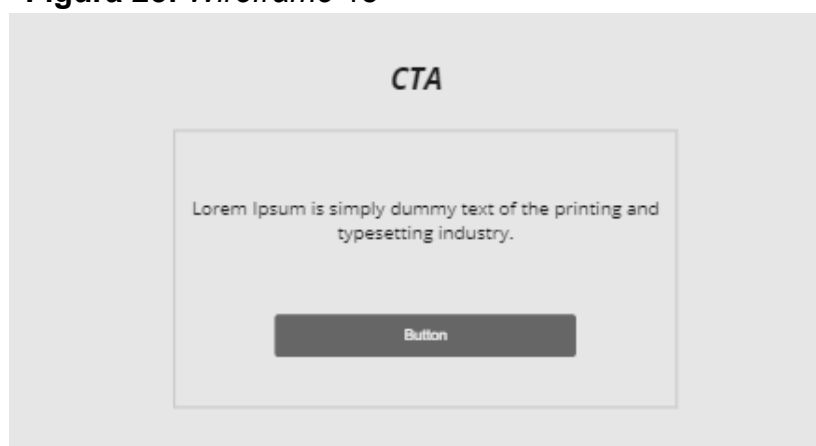 CTA
Lorem Ipsum is simply dummy text of the printing and
typesetting industry.
Button